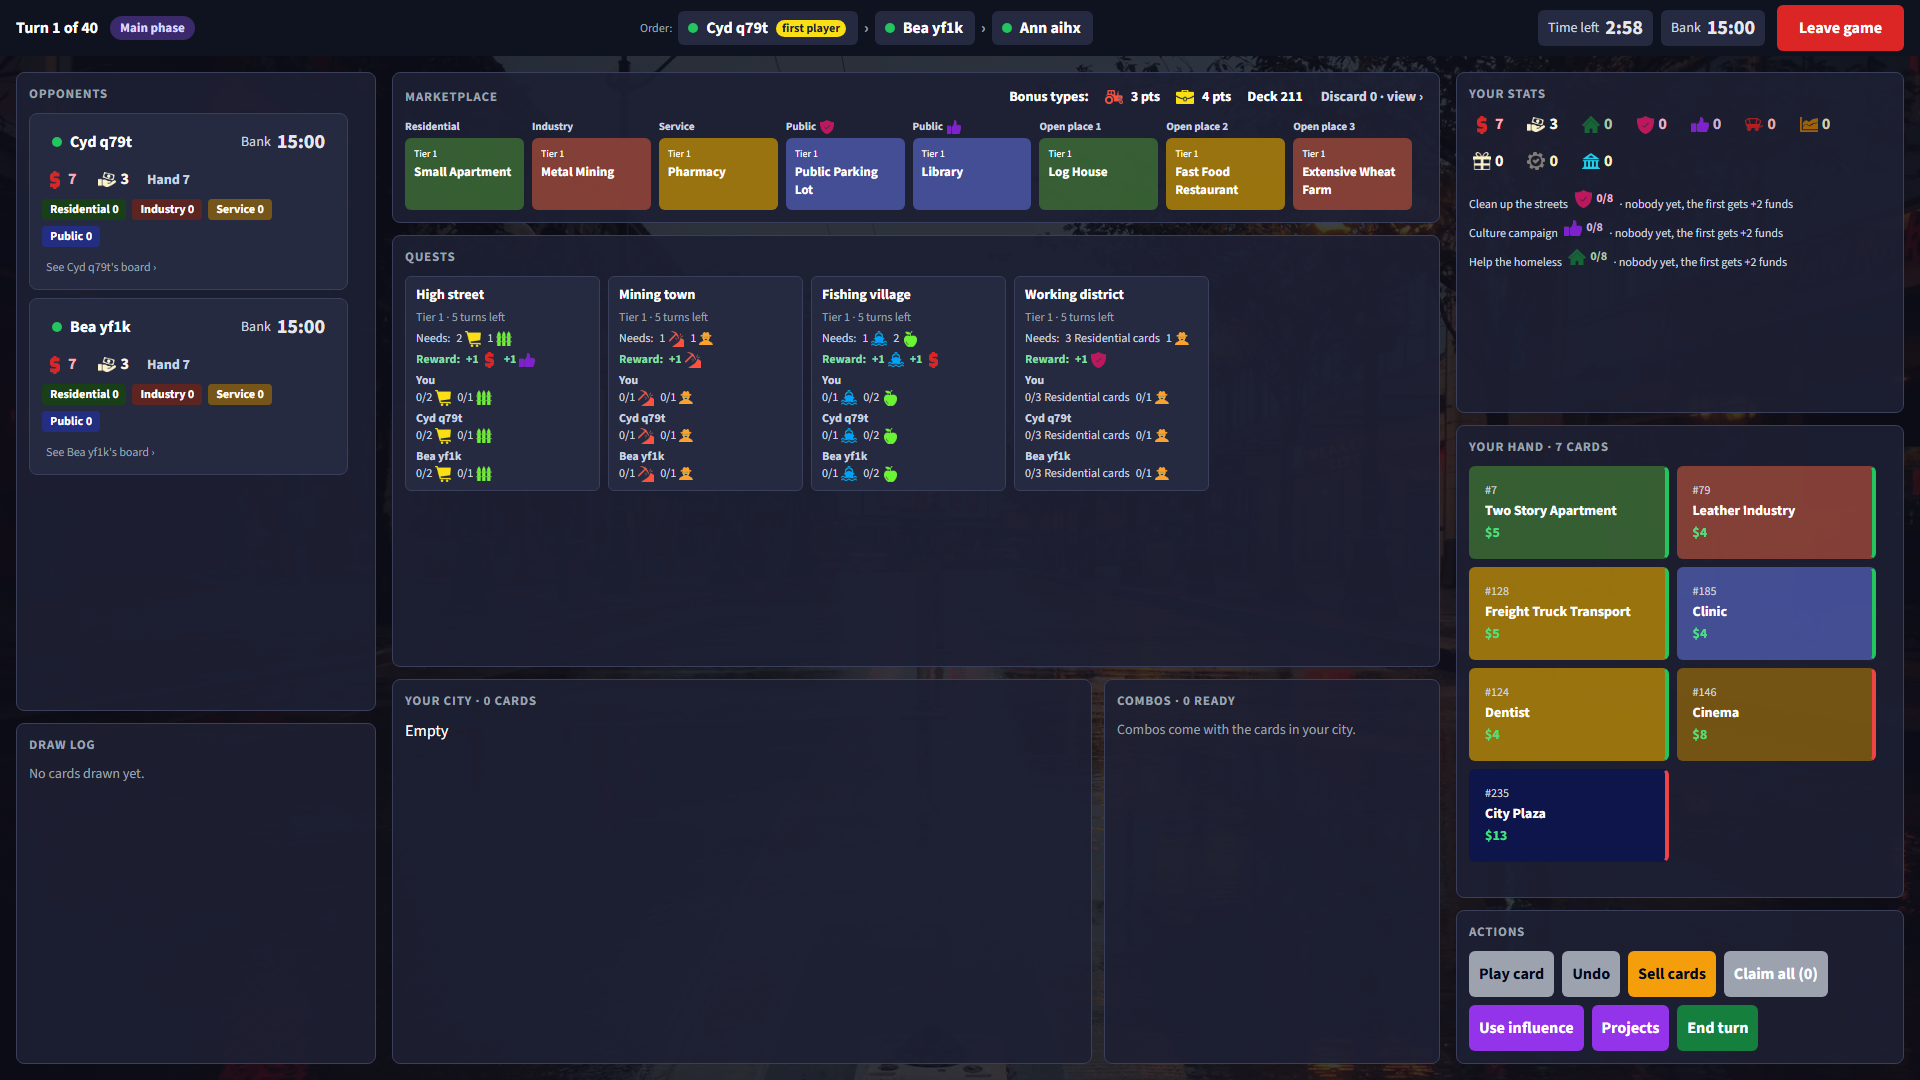 Turn 1 of 40 Main phase
Order: Cyd q79t first player › Bea yf1k › Ann aihx
Time left 2:58 Bank 15:00 Leave game
OPPONENTS
Cyd q79t Bank 15:00
7 3 Hand 7
Residential 0 Industry 0 Service 0
Public 0
See Cyd q79t's board ›
Bea yf1k Bank 15:00
7 3 Hand 7
Residential 0 Industry 0 Service 0
Public 0
See Bea yf1k's board ›
DRAW LOG
No cards drawn yet.
MARKETPLACE
Bonus types: 3 pts 4 pts Deck 211 Discard 0 · view ›
Residential Industry Service Public Public Open place 1 Open place 2 Open place 3
Tier 1
Small Apartment
Tier 1
Metal Mining
Tier 1
Pharmacy
Tier 1
Public Parking
Lot
Tier 1
Library
Tier 1
Log House
Tier 1
Fast Food
Restaurant
Tier 1
Extensive Wheat
Farm
QUESTS
High street
Tier 1 · 5 turns left
Needs: 2 1
Reward: +1 +1
You
0/2 0/1
Cyd q79t
0/2 0/1
Bea yf1k
0/2 0/1
Mining town
Tier 1 · 5 turns left
Needs: 1 1
Reward: +1
You
0/1 0/1
Cyd q79t
0/1 0/1
Bea yf1k
0/1 0/1
Fishing village
Tier 1 · 5 turns left
Needs: 1 2
Reward: +1 +1
You
0/1 0/2
Cyd q79t
0/1 0/2
Bea yf1k
0/1 0/2
Working district
Tier 1 · 5 turns left
Needs: 3 Residential cards 1
Reward: +1
You
0/3 Residential cards 0/1
Cyd q79t
0/3 Residential cards 0/1
Bea yf1k
0/3 Residential cards 0/1
YOUR CITY · 0 CARDS
Empty
COMBOS · 0 READY
Combos come with the cards in your city.
YOUR STATS
7 3 0 0 0 0 0
0 0 0
Clean up the streets 0/8 · nobody yet, the first gets +2 funds
Culture campaign 0/8 · nobody yet, the first gets +2 funds
Help the homeless 0/8 · nobody yet, the first gets +2 funds
YOUR HAND · 7 CARDS
#7
Two Story Apartment
$5
#79
Leather Industry
$4
#128
Freight Truck Transport
$5
#185
Clinic
$4
#124
Dentist
$4
#146
Cinema
$8
#235
City Plaza
$13
ACTIONS
Play card Undo Sell cards Claim all (0)
Use influence Projects End turn